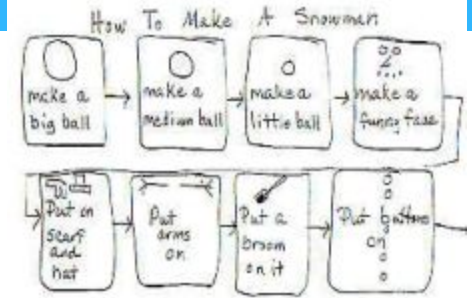 How To Make A Snowman
make a
big ball
make a
medium ball
make a
little ball
make a
funny face
Put on
scarf
and
hat
Put
arms
on
Put a
broom
on it
Put buttons
on